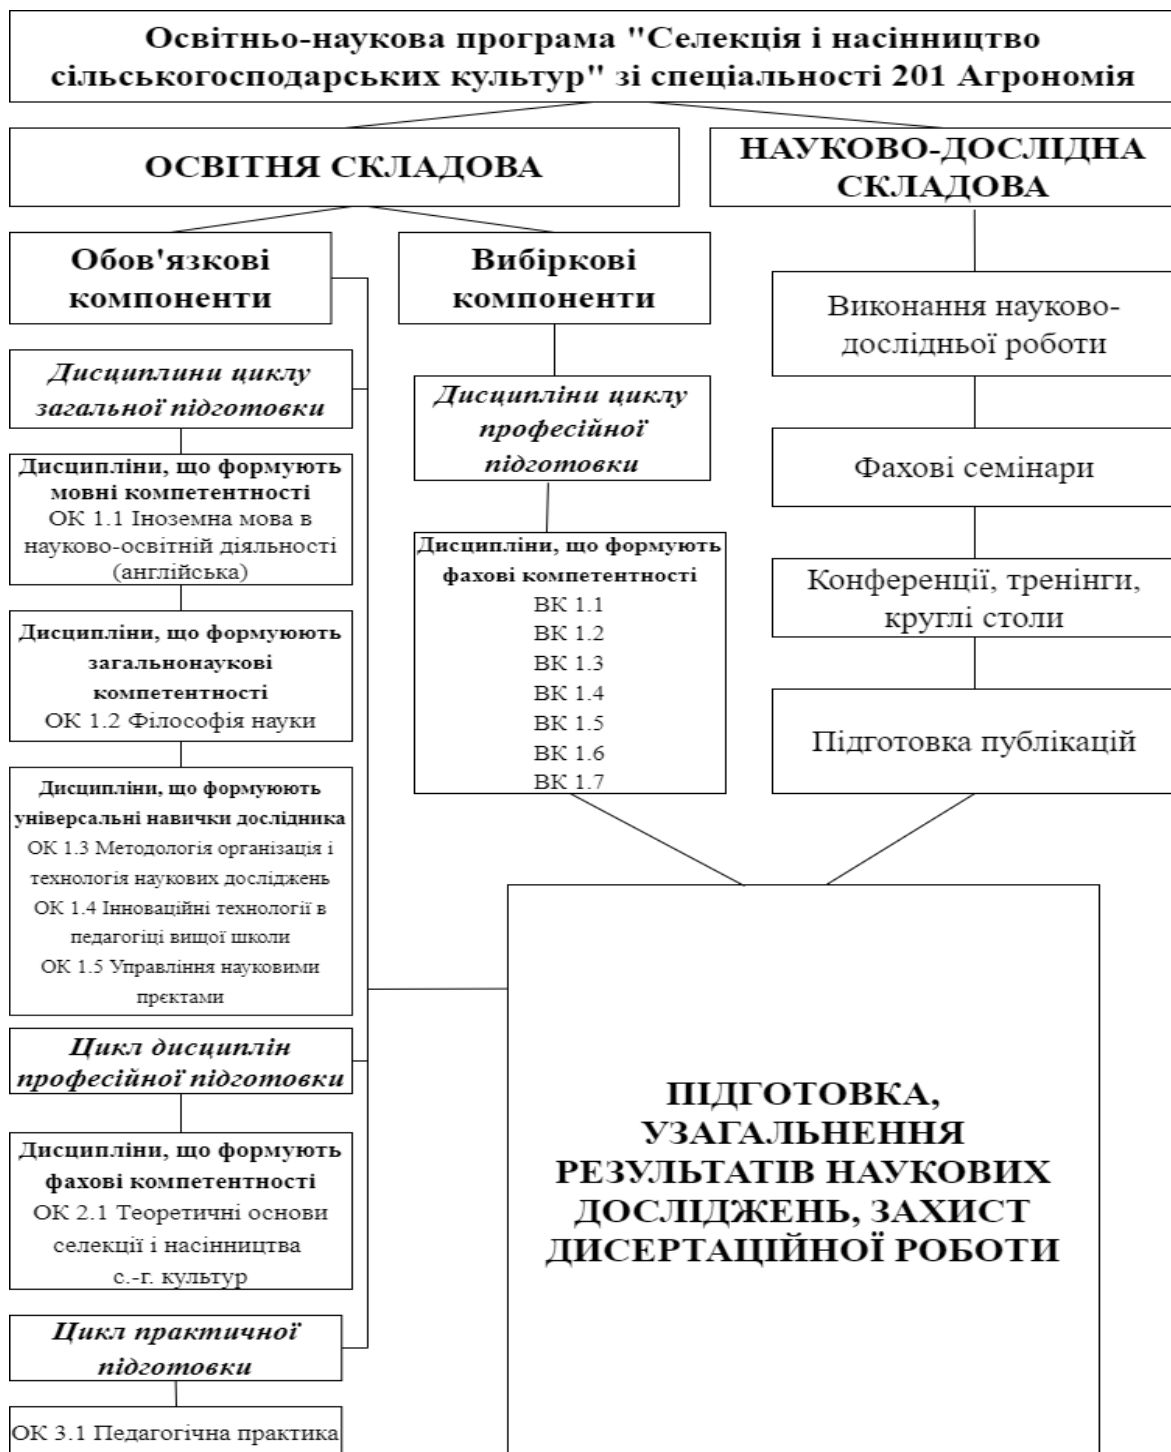 Освітньо-наукова програма "Селекція і насінництво
сільськогосподарських культур" зі спеціальності 201 Агрономія
ОСВІТНЯ СКЛАДОВА
НАУКОВО-ДОСЛІДНА
СКЛАДОВА
Обов'язкові
компоненти
Вибіркові
компоненти
Виконання науково-
дослідньої роботи
Дисциплини циклу
загальної підготовки
Дисципліни циклу
професійної
підготовки
Фахові семінари
Дисципліни, що формують
мовні компетентності
ОК 1.1 Іноземна мова в
науково-освітній діяльності
(англійська)
Дисципліни, що формують
фахові компетентності
ВК 1.1
ВК 1.2
ВК 1.3
ВК 1.4
ВК 1.5
ВК 1.6
ВК 1.7
Конференції, тренінги,
круглі столи
Дисципліни, що формуюють
загальнонаукові
компетентності
ОК 1.2 Філософія науки
Підготовка публікацій
Дисципліни, що формуюють
універсальні навички дослідника
ОК 1.3 Методологія організація і
технологія наукових досліджень
ОК 1.4 Інноваційні технології в
педагогіці вищої школи
ОК 1.5 Управління науковими
прєктами
Цикл дисциплін
професійної підготовки
Дисципліни, що формують
фахові компетентності
ОК 2.1 Теоретичні основи
селекції і насінництва
с.-г. культур
Цикл практичної
підготовки
ОК 3.1 Педагогічна практика
ПІДГОТОВКА,
УЗАГАЛЬНЕННЯ
РЕЗУЛЬТАТІВ НАУКОВИХ
ДОСЛІДЖЕНЬ, ЗАХИСТ
ДИСЕРТАЦІЙНОЇ РОБОТИ